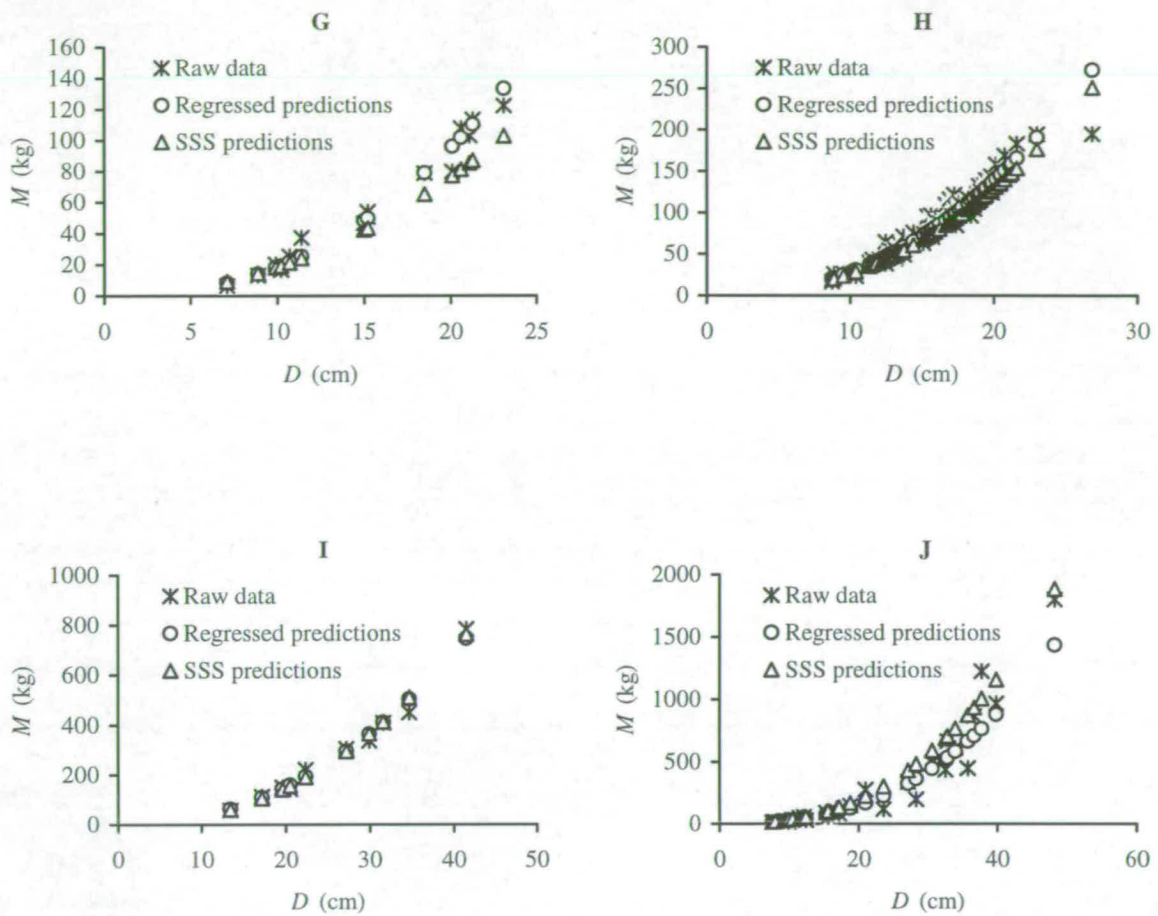 G
160
140
120
100
80
60
40
20
0
M (kg)
Raw data
Regressed predictions
SSS predictions
0 5 10 15 20 25
D (cm)
H
300
250
200
150
100
50
0
M (kg)
Raw data
Regressed predictions
SSS predictions
0 10 20 30
D (cm)
I
1000
800
600
400
200
0
M (kg)
Raw data
Regressed predictions
SSS predictions
0 10 20 30 40 50
D (cm)
J
2000
1500
1000
500
0
M (kg)
Raw data
Regressed predictions
SSS predictions
0 20 40 60
D (cm)